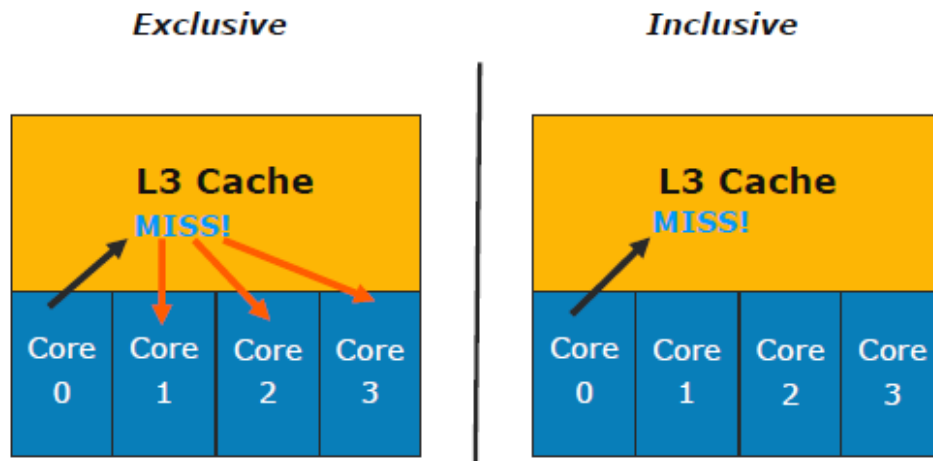 Exclusive
Inclusive
L3 Cache
MISS!
Core 0
Core 1
Core 2
Core 3
L3 Cache
MISS!
Core 0
Core 1
Core 2
Core 3